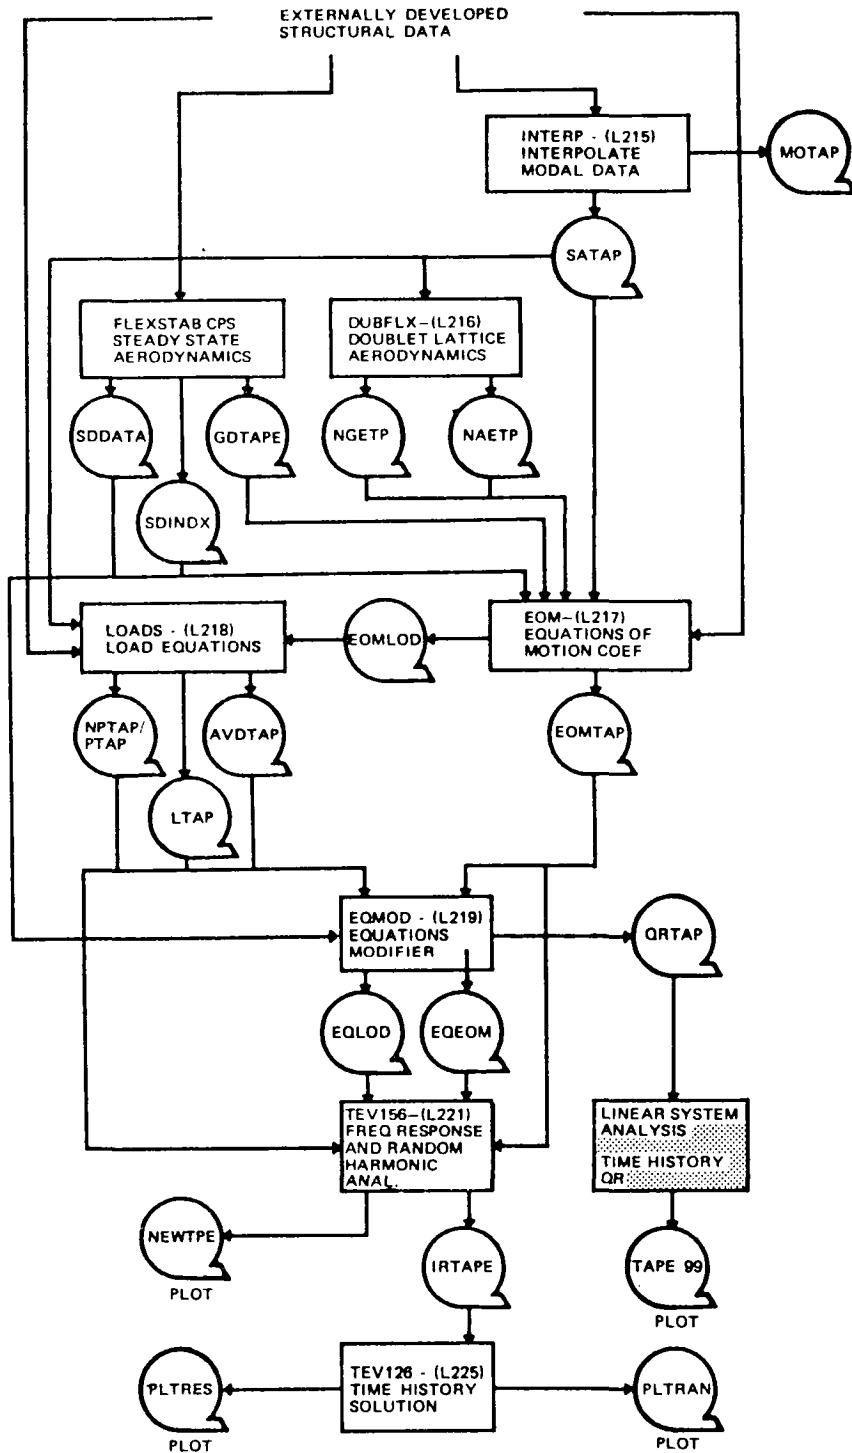 EXTERNALLY DEVELOPED
STRUCTURAL DATA
INTERP - (L215)
INTERPOLATE
MODAL DATA
MOTAP
SATAP
FLEXSTAB CPS
STEADY STATE
AERODYNAMICS
DUBFLX-(L216)
DOUBLET LATTICE
AERODYNAMICS
SDDATA
GDTAPE
NGETP
NAETP
SDINDX
LOADS - (L218)
LOAD EQUATIONS
EOMLOD
EOM-(L217)
EQUATIONS OF
MOTION COEF
NPTAP/
PTAP
AVDTAP
EOMTAP
LTAP
EQMOD - (L219)
EQUATIONS
MODIFIER
QRTAP
EQLOD
EQEOM
TEV156-(L221)
FREQ RESPONSE
AND RANDOM
HARMONIC
ANAL.
LINEAR SYSTEM
ANALYSIS
TIME HISTORY
QR
NEWTPE
PLOT
IRTAPE
TAPE 99
PLOT
TEV126 - (L225)
TIME HISTORY
SOLUTION
PLTRES
PLOT
PLTRAN
PLOT